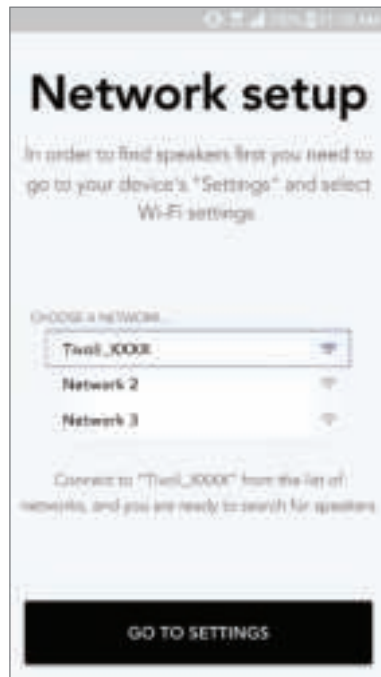 Network setup
In order to find speakers first you need to
go to your device's "Settings" and select
Wi-Fi settings
CHOOSE A NETWORK...
Tivoli_XXXX
Network 2
Network 3
Connect to "Tivoli_XXXX" from the list of
networks, and you are ready to search for speakers
GO TO SETTINGS